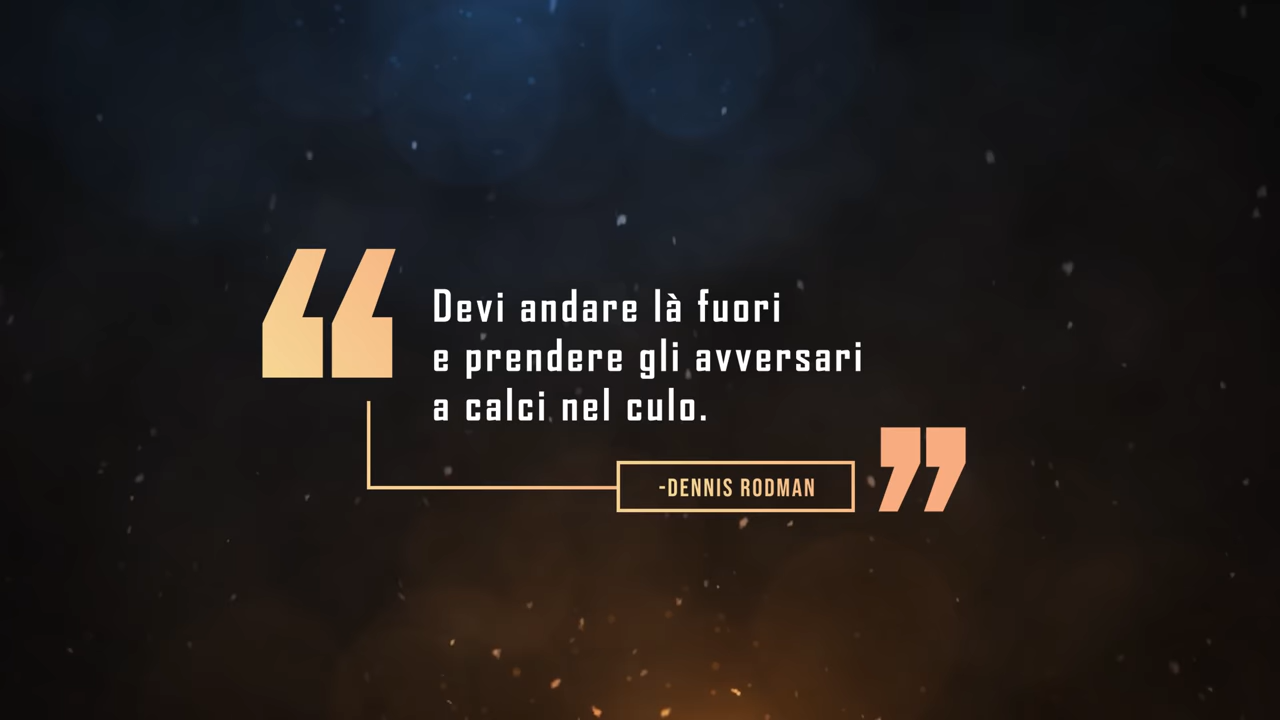 “
Devi andare là fuori
e prendere gli avversari
a calci nel culo.
-DENNIS RODMAN
”